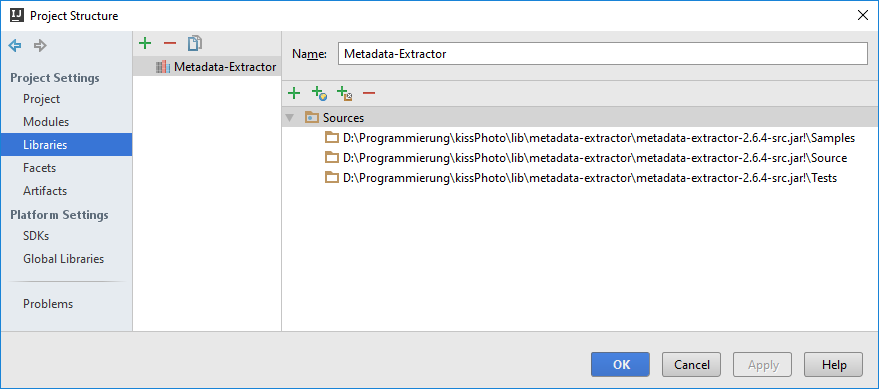 IJ Project Structure
Project Settings
Project
Modules
Libraries
Facets
Artifacts
Platform Settings
SDKs
Global Libraries
Problems
Metadata-Extractor
Name: Metadata-Extractor
Sources
D:\Programmierung\kissPhoto\lib\metadata-extractor\metadata-extractor-2.6.4-src.jar!\Samples
D:\Programmierung\kissPhoto\lib\metadata-extractor\metadata-extractor-2.6.4-src.jar!\Source
D:\Programmierung\kissPhoto\lib\metadata-extractor\metadata-extractor-2.6.4-src.jar!\Tests
OK Cancel Apply Help